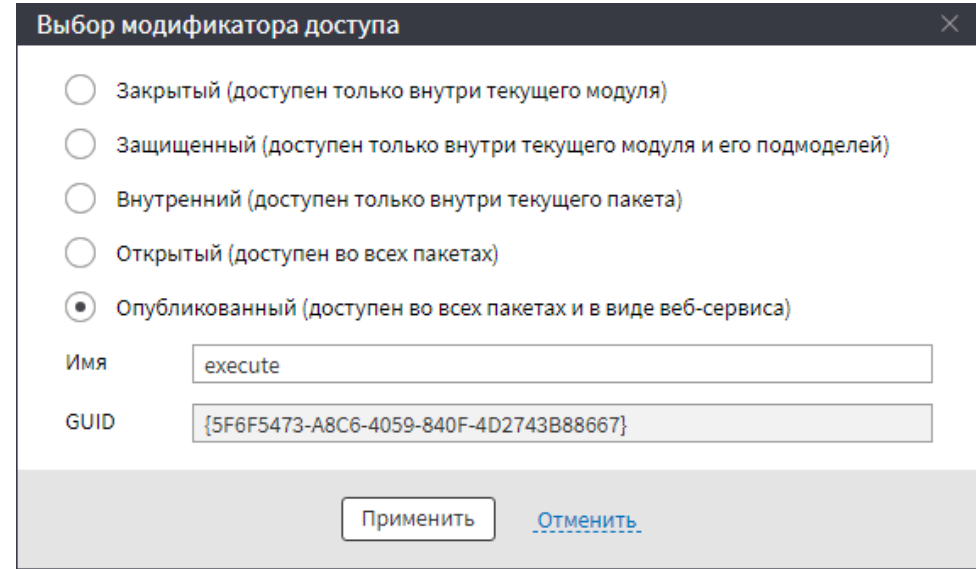 Выбор модификатора доступа
Закрытый (доступен только внутри текущего модуля)
Защищенный (доступен только внутри текущего модуля и его подмоделей)
Внутренний (доступен только внутри текущего пакета)
Открытый (доступен во всех пакетах)
Опубликованный (доступен во всех пакетах и в виде веб-сервиса)
Имя execute
GUID {5F6F5473-A8C6-4059-840F-4D2743B88667}
Применить Отменить